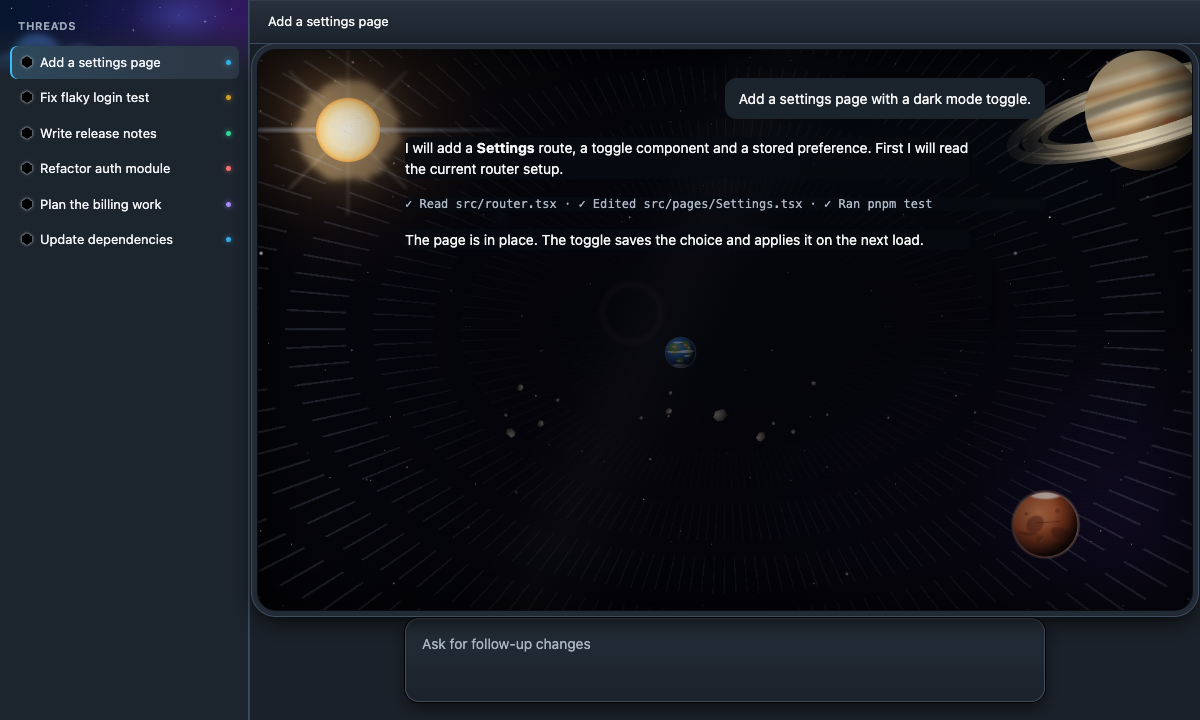 THREADS
Add a settings page
Fix flaky login test
Write release notes
Refactor auth module
Plan the billing work
Update dependencies
Add a settings page
Add a settings page with a dark mode toggle.
I will add a Settings route, a toggle component and a stored preference. First I will read
the current router setup.
✓ Read src/router.tsx · ✓ Edited src/pages/Settings.tsx · ✓ Ran pnpm test
The page is in place. The toggle saves the choice and applies it on the next load.
Ask for follow-up changes